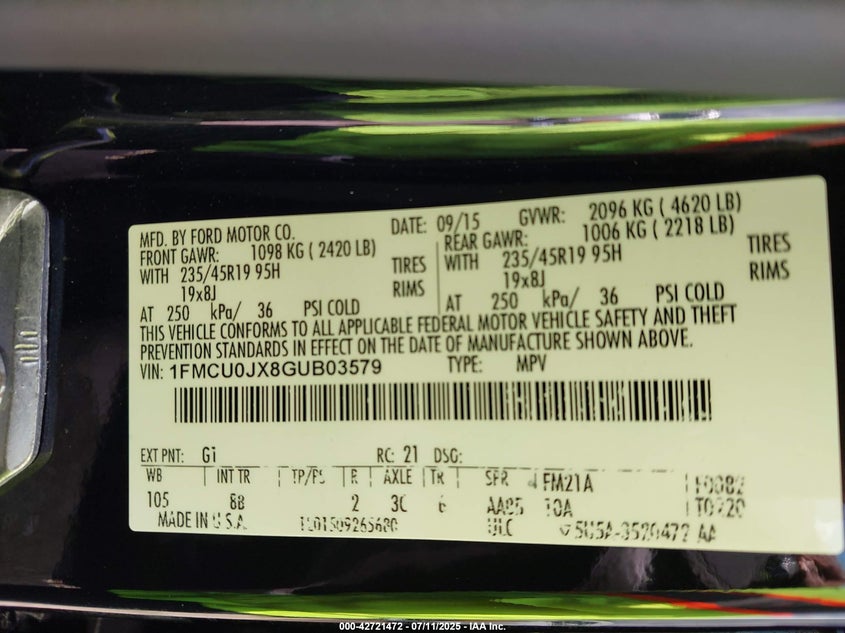 MFD. BY FORD MOTOR CO. DATE: 09/15 GVWR: 2096 KG ( 4620 LB)
FRONT GAWR: 1098 KG ( 2420 LB) REAR GAWR: 1006 KG ( 2218 LB)
WITH 235/45R19 95H TIRES WITH 235/45R19 95H TIRES
19x8J RIMS 19x8J RIMS
AT 250 kPa/ 36 PSI COLD AT 250 kPa/ 36 PSI COLD
THIS VEHICLE CONFORMS TO ALL APPLICABLE FEDERAL MOTOR VEHICLE SAFETY AND THEFT
PREVENTION STANDARDS IN EFFECT ON THE DATE OF MANUFACTURE SHOWN ABOVE.
VIN: 1FMCU0JX8GUB03579 TYPE: MPV
EXT PNT: G1 RC: 21 DSG:
WB INT TR TP/PS R AXLE TR SPR FM21A
105 8B 2 3C 6 10A
MADE IN U.S.A. ULC
000-42721472 - 07/11/2025 - IAA Inc.